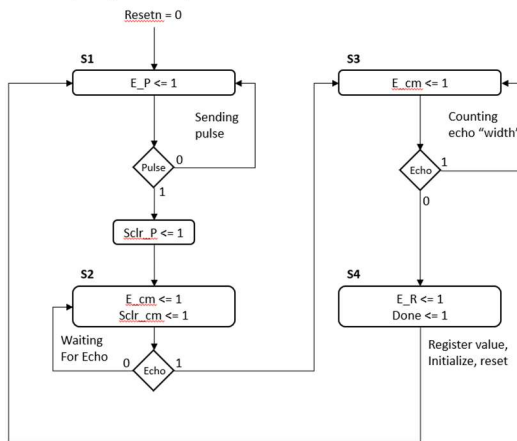 Resetn = 0
S1
E_P <= 1
Sending
pulse
Pulse
0
1
Sclr_P <= 1
S2
E_cm <= 1
Sclr_cm <= 1
Waiting
For Echo
0
Echo
1
S3
E_cm <= 1
Counting
echo "width"
Echo
1
0
S4
E_R <= 1
Done <= 1
Register value,
Initialize, reset